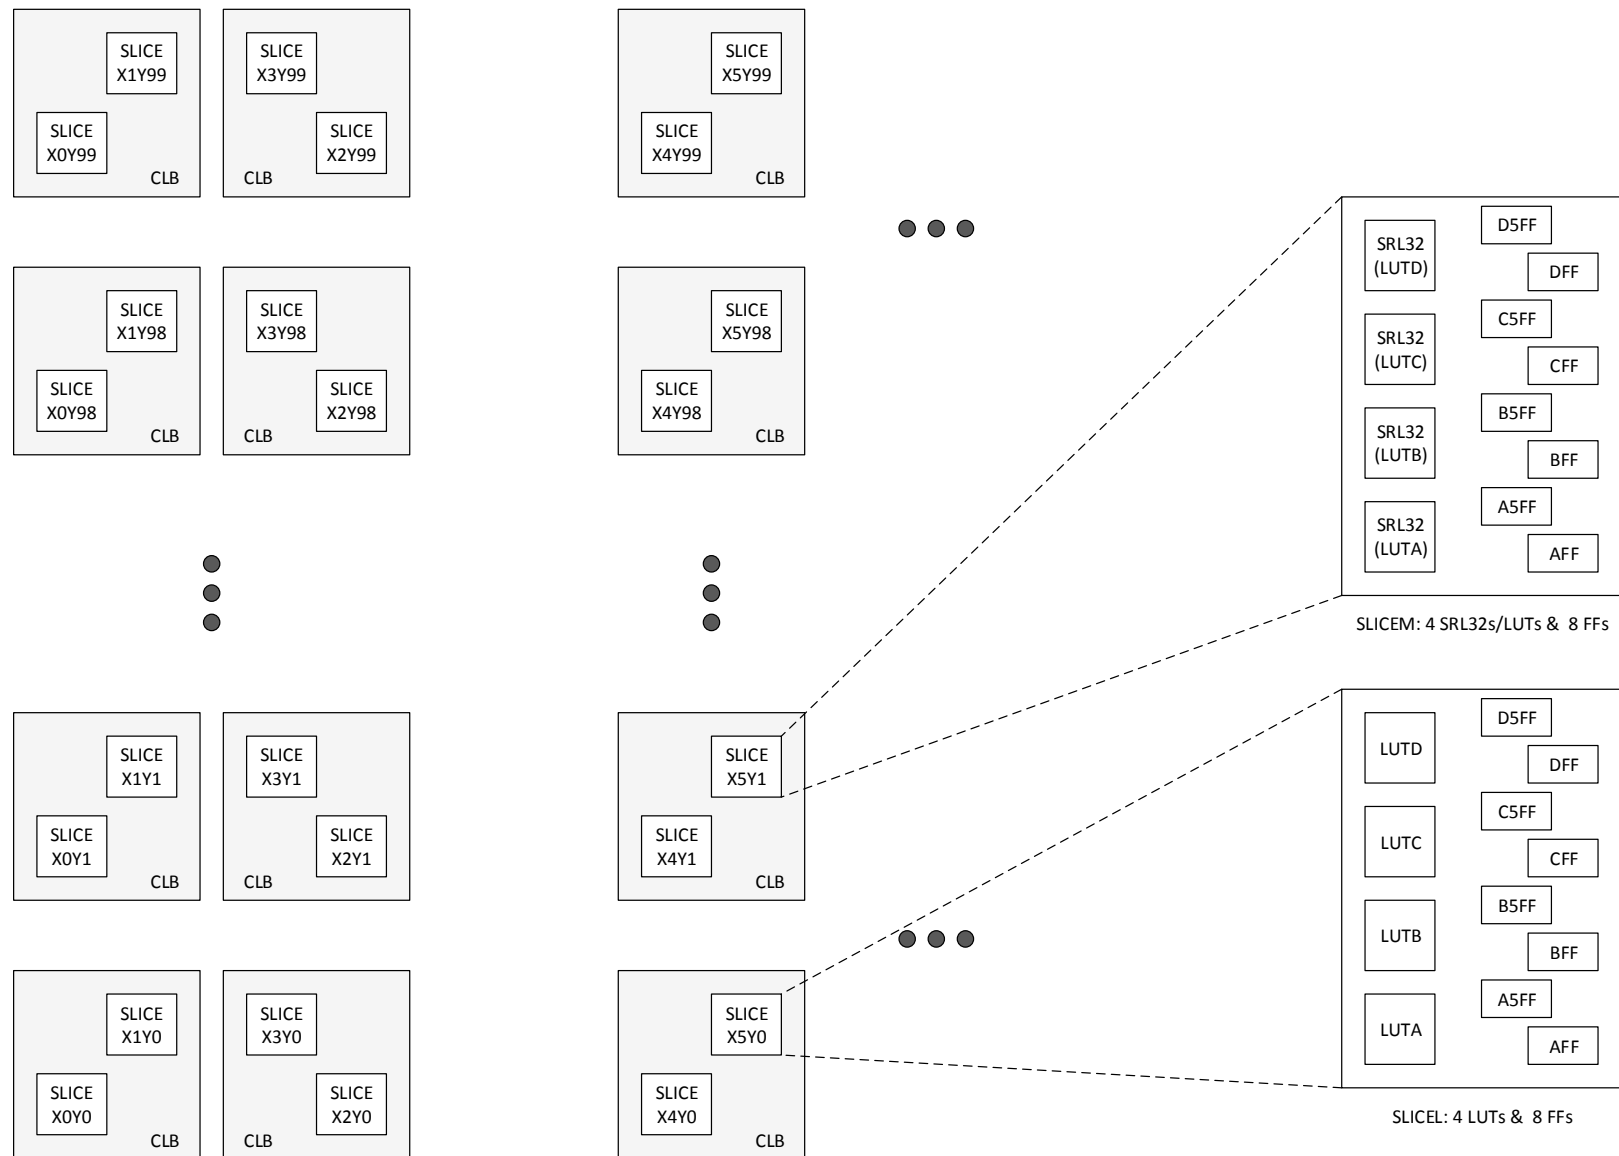 SLICE
X1Y99
SLICE
X0Y99
CLB
SLICE
X3Y99
SLICE
X2Y99
CLB
SLICE
X5Y99
SLICE
X4Y99
CLB
SLICE
X1Y98
SLICE
X0Y98
CLB
SLICE
X3Y98
SLICE
X2Y98
CLB
SLICE
X5Y98
SLICE
X4Y98
CLB
SLICE
X1Y1
SLICE
X0Y1
CLB
SLICE
X3Y1
SLICE
X2Y1
CLB
SLICE
X5Y1
SLICE
X4Y1
CLB
SLICE
X1Y0
SLICE
X0Y0
CLB
SLICE
X3Y0
SLICE
X2Y0
CLB
SLICE
X5Y0
SLICE
X4Y0
CLB
SRL32
(LUTD)
D5FF
DFF
SRL32
(LUTC)
C5FF
CFF
SRL32
(LUTB)
B5FF
BFF
SRL32
(LUTA)
A5FF
AFF
SLICEM: 4 SRL32s/LUTs & 8 FFs
LUTD
D5FF
DFF
LUTC
C5FF
CFF
LUTB
B5FF
BFF
LUTA
A5FF
AFF
SLICEL: 4 LUTs & 8 FFs